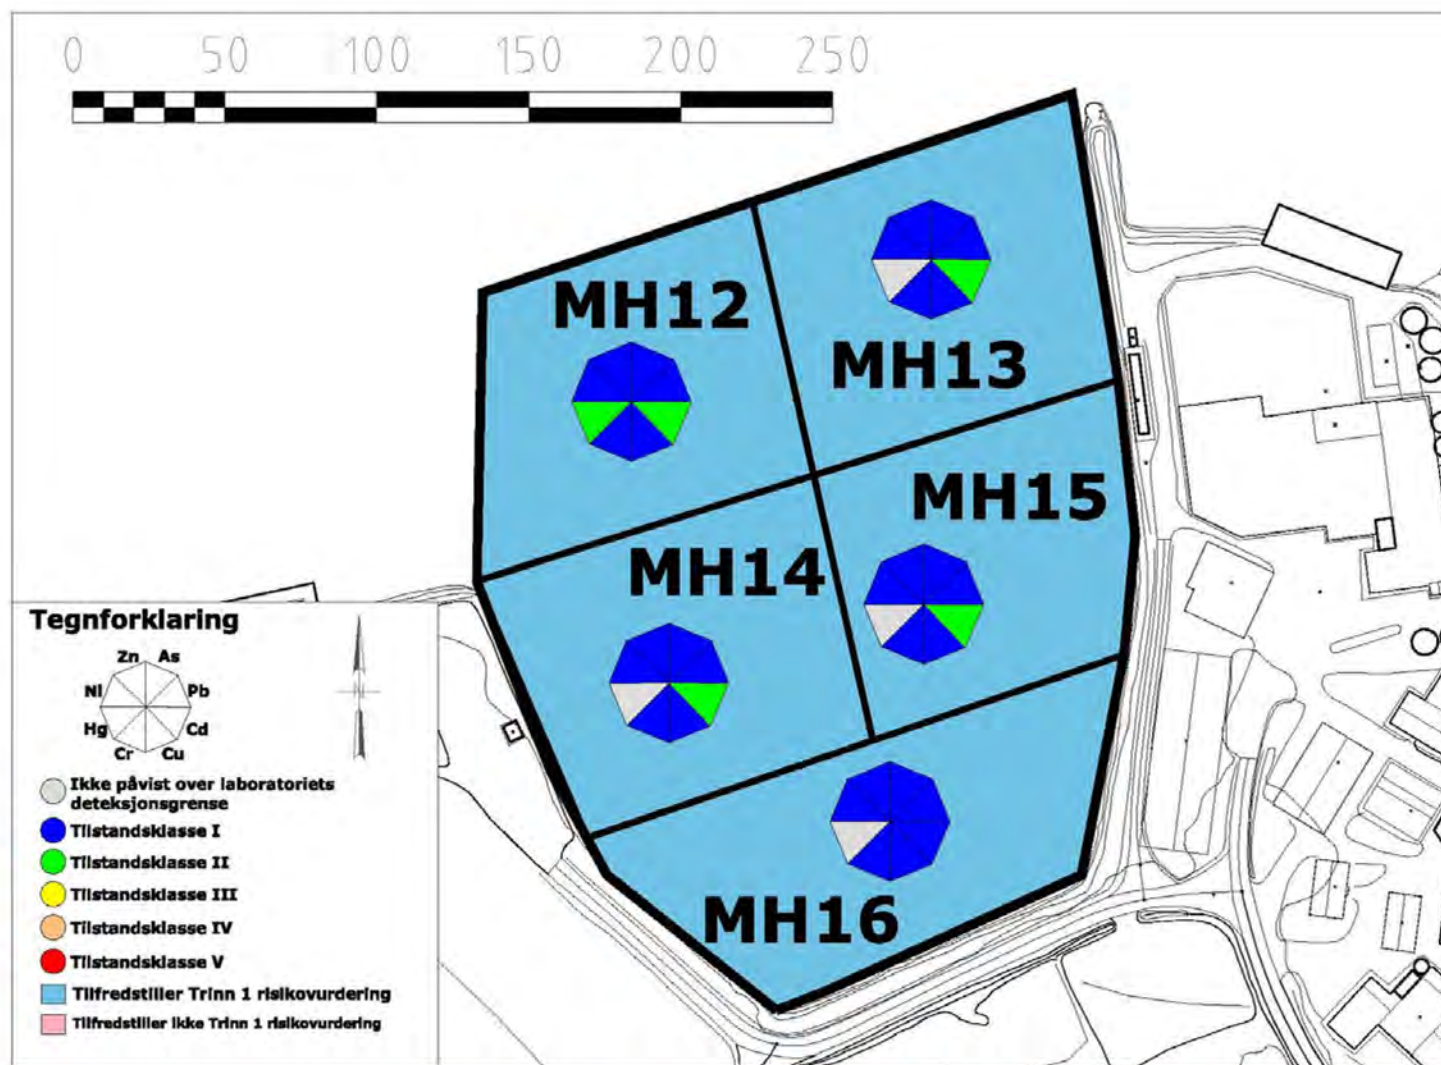 0 50 100 150 200 250
MH12
MH13
MH15
MH14
MH16
Tegnforklaring
Zn As
Ni Pb
Hg Cd
Cr Cu
N
Ikke påvist over laboratoriets
deteksjonsgrense
Tilstandsklasse I
Tilstandsklasse II
Tilstandsklasse III
Tilstandsklasse IV
Tilstandsklasse V
Tilfredstiller Trinn 1 risikovurdering
Tilfredstiller ikke Trinn 1 risikovurdering